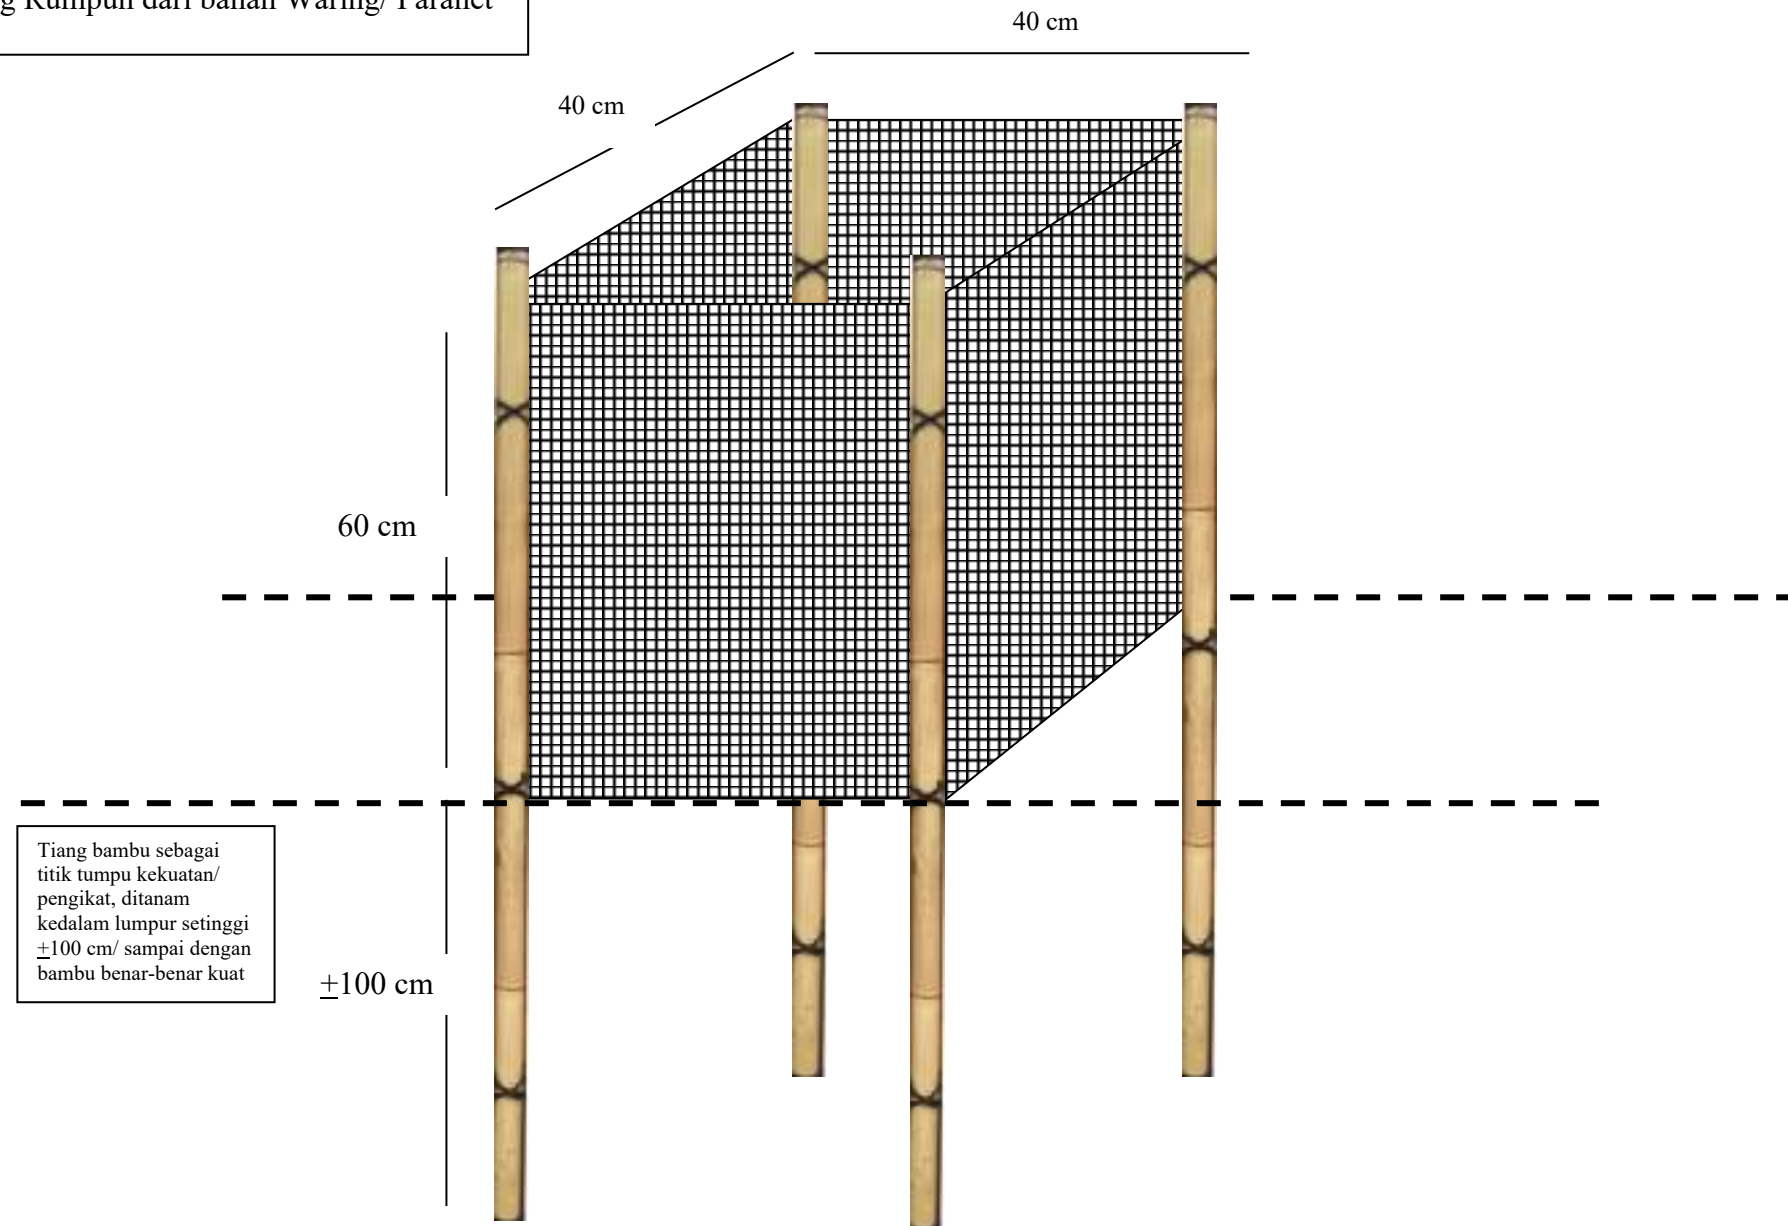 Rumpun dari bahan Waring/ Paranet
40 cm
40 cm
60 cm
Tiang bambu sebagai
titik tumpu kekuatan/
pengikat, ditanam
kedalam lumpur setinggi
±100 cm/ sampai dengan
bambu benar-benar kuat
±100 cm